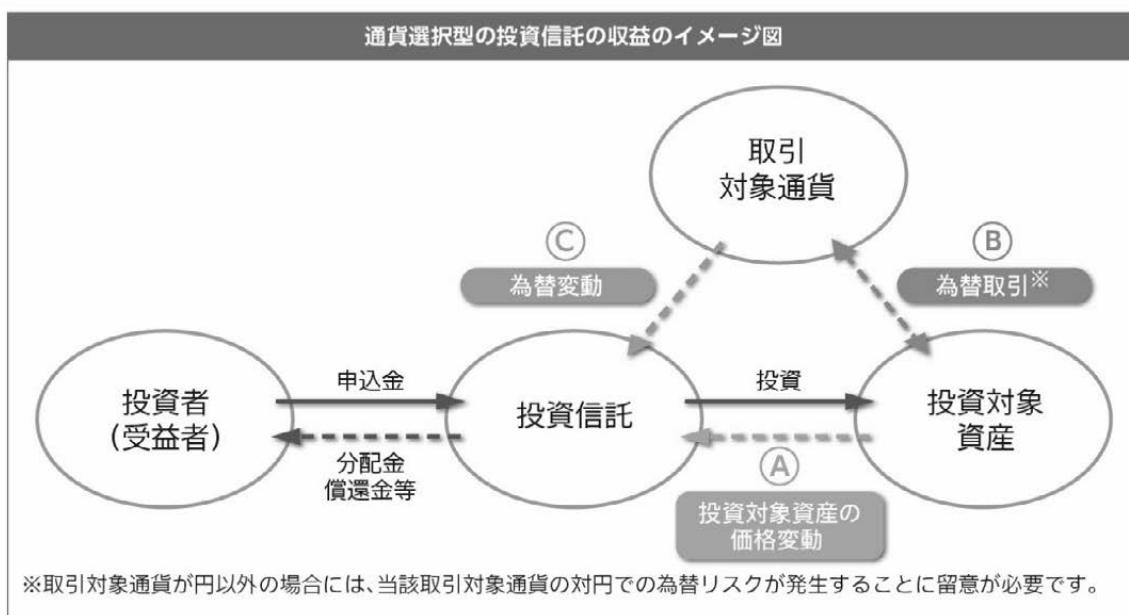 通貨選択型の投資信託の収益のイメージ図
取引
対象通貨
C
為替変動
B
為替取引※
投資者
(受益者)
申込金
分配金
償還金等
投資信託
投資
A
投資対象資産の
価格変動
投資対象
資産
※取引対象通貨が円以外の場合には、当該取引対象通貨の対円での為替リスクが発生することに留意が必要です。